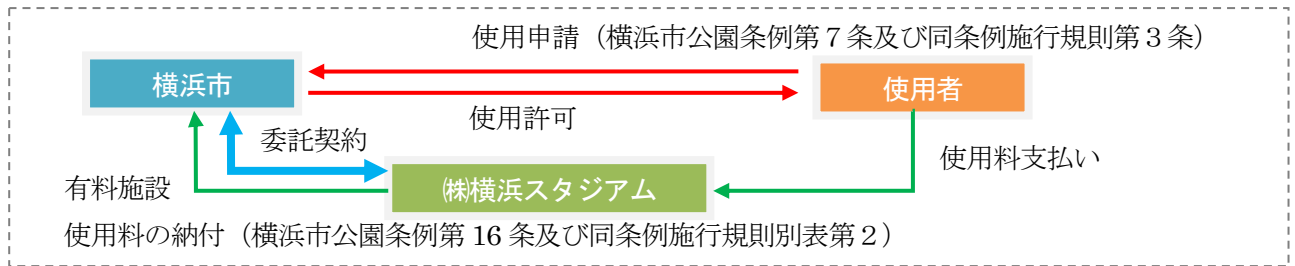 使用申請（横浜市公園条例第７条及び同条例施行規則第３条）
横浜市
使用者
使用許可
委託契約
使用料支払い
有料施設
㈱横浜スタジアム
使用料の納付（横浜市公園条例第 16 条及び同条例施行規則別表第２）